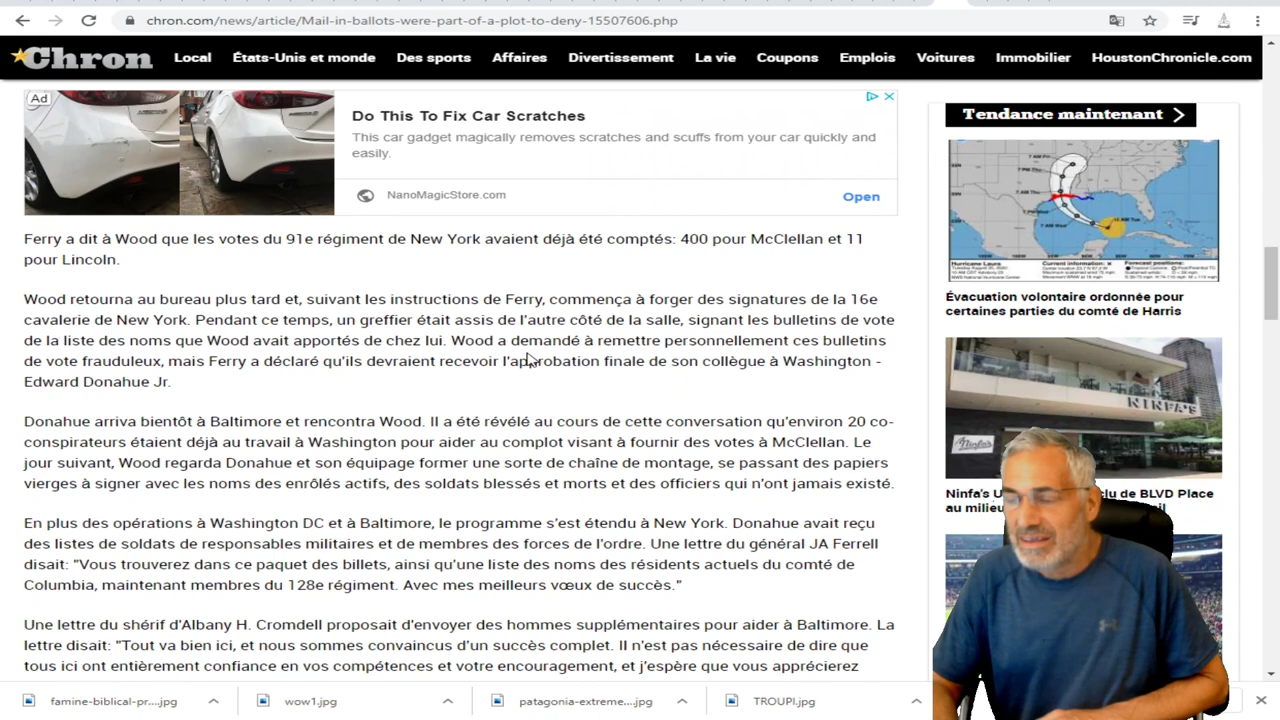 chron.com/news/article/Mail-in-ballots-were-part-of-a-plot-to-deny-15507606.php
Chron
Local
États-Unis et monde
Des sports
Affaires
Divertissement
La vie
Coupons
Emplois
Voitures
Immobilier
HoustonChronicle.com
Ad
Do This To Fix Car Scratches
This car gadget magically removes scratches and scuffs from your car quickly and
easily.
NanoMagicStore.com
Open
Ferry a dit à Wood que les votes du 91e régiment de New York avaient déjà été comptés: 400 pour McClellan et 11
pour Lincoln.
Wood retourna au bureau plus tard et, suivant les instructions de Ferry, commença à forger des signatures de la 16e
cavalerie de New York. Pendant ce temps, un greffier était assis de l'autre côté de la salle, signant les bulletins de vote
de la liste des noms que Wood avait apportés de chez lui. Wood a demandé à remettre personnellement ces bulletins
de vote frauduleux, mais Ferry a déclaré qu'ils devraient recevoir l'approbation finale de son collègue à Washington -
Edward Donahue Jr.
Donahue arriva bientôt à Baltimore et rencontra Wood. Il a été révélé au cours de cette conversation qu'environ 20 co-
conspirateurs étaient déjà au travail à Washington pour aider au complot visant à fournir des votes à McClellan. Le
jour suivant, Wood regarda Donahue et son équipage former une sorte de chaîne de montage, se passant des papiers
vierges à signer avec les noms des enrôlés actifs, des soldats blessés et morts et des officiers qui n'ont jamais existé.
En plus des opérations à Washington DC et à Baltimore, le programme s'est étendu à New York. Donahue avait reçu
des listes de soldats de responsables militaires et de membres des forces de l'ordre. Une lettre du général JA Ferrell
disait: "Vous trouverez dans ce paquet des billets, ainsi qu'une liste des noms des résidents actuels du comté de
Columbia, maintenant membres du 128e régiment. Avec mes meilleurs vœux de succès."
Une lettre du shérif d'Albany H. Cromdell proposait d'envoyer des hommes supplémentaires pour aider à Baltimore. La
lettre disait: "Tout va bien ici, et nous sommes convaincus d'un succès complet. Il n'est pas nécessaire de dire que
tous ici ont entièrement confiance en vos compétences et votre encouragement, et j'espère que vous apprécierez
Tendance maintenant
Hurricane Laura
Évacuation volontaire ordonnée pour
certaines parties du comté de Harris
NINFA'S
Ninfa's
Ninfa's clu de BLVD Place
au milieu
famine-biblical-pr....jpg
wow1.jpg
patagonia-extreme....jpg
TROUPI.jpg